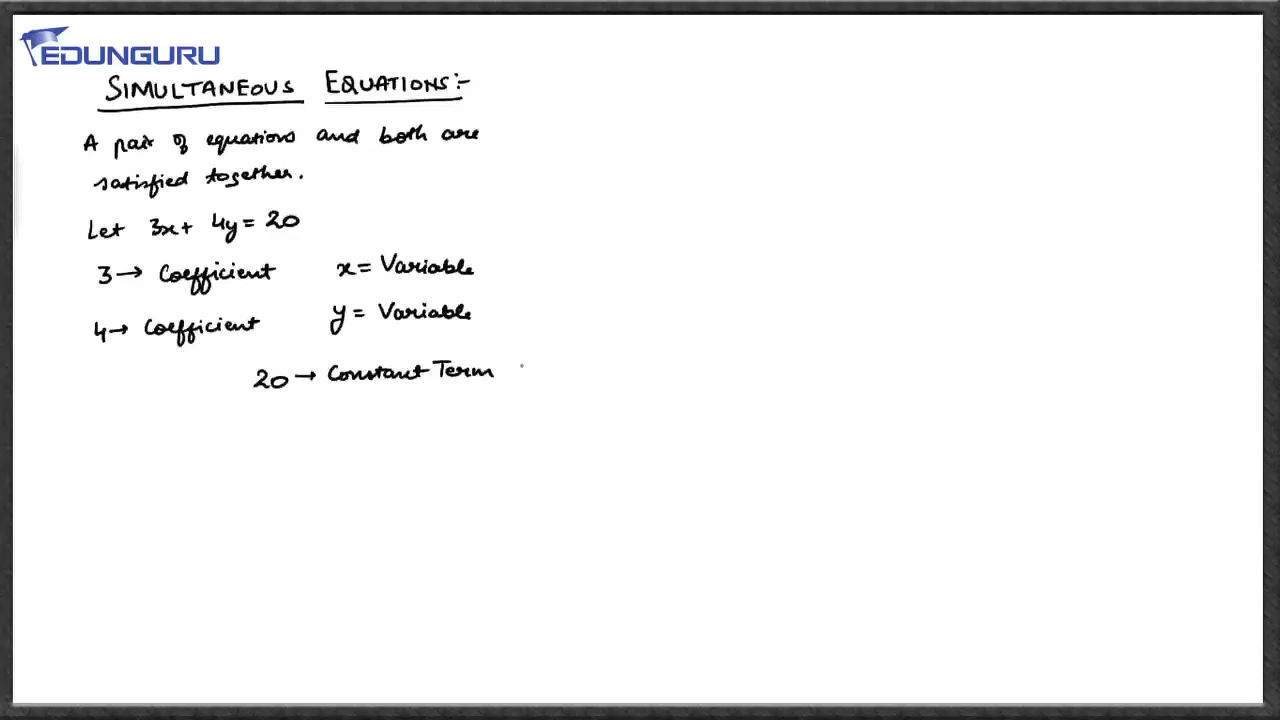 EDUNGURU
SIMULTANEOUS EQUATIONS:-
A pair of equations and both are
satisfied together.
Let 3x+ 4y = 20
3 → Coefficient x = Variable
4 → Coefficient y = Variable
20 → Constant Term